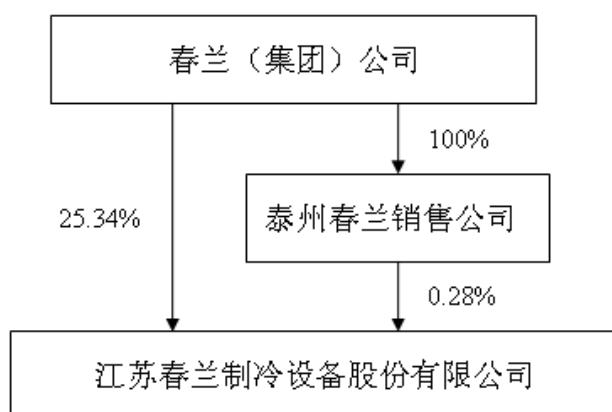 春兰（集团）公司
100%
25.34%
泰州春兰销售公司
0.28%
江苏春兰制冷设备股份有限公司